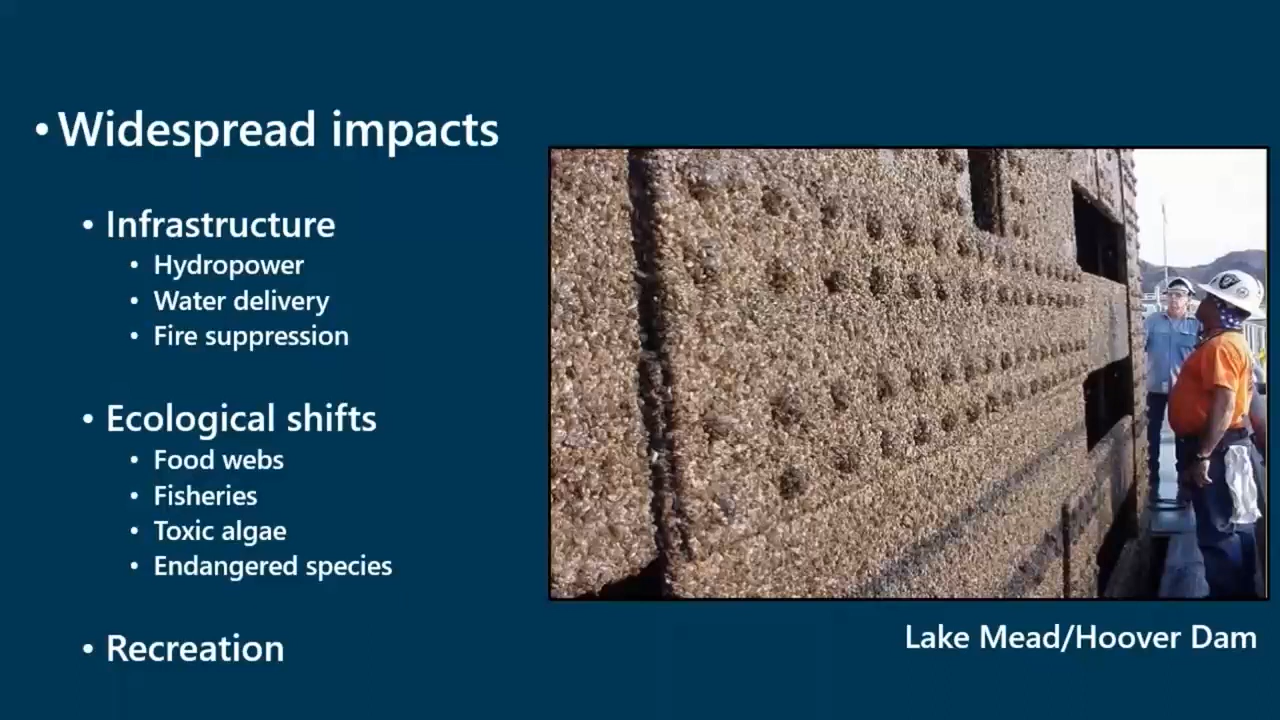 • Widespread impacts
• Infrastructure
• Hydropower
• Water delivery
• Fire suppression
• Ecological shifts
• Food webs
• Fisheries
• Toxic algae
• Endangered species
• Recreation
Lake Mead/Hoover Dam